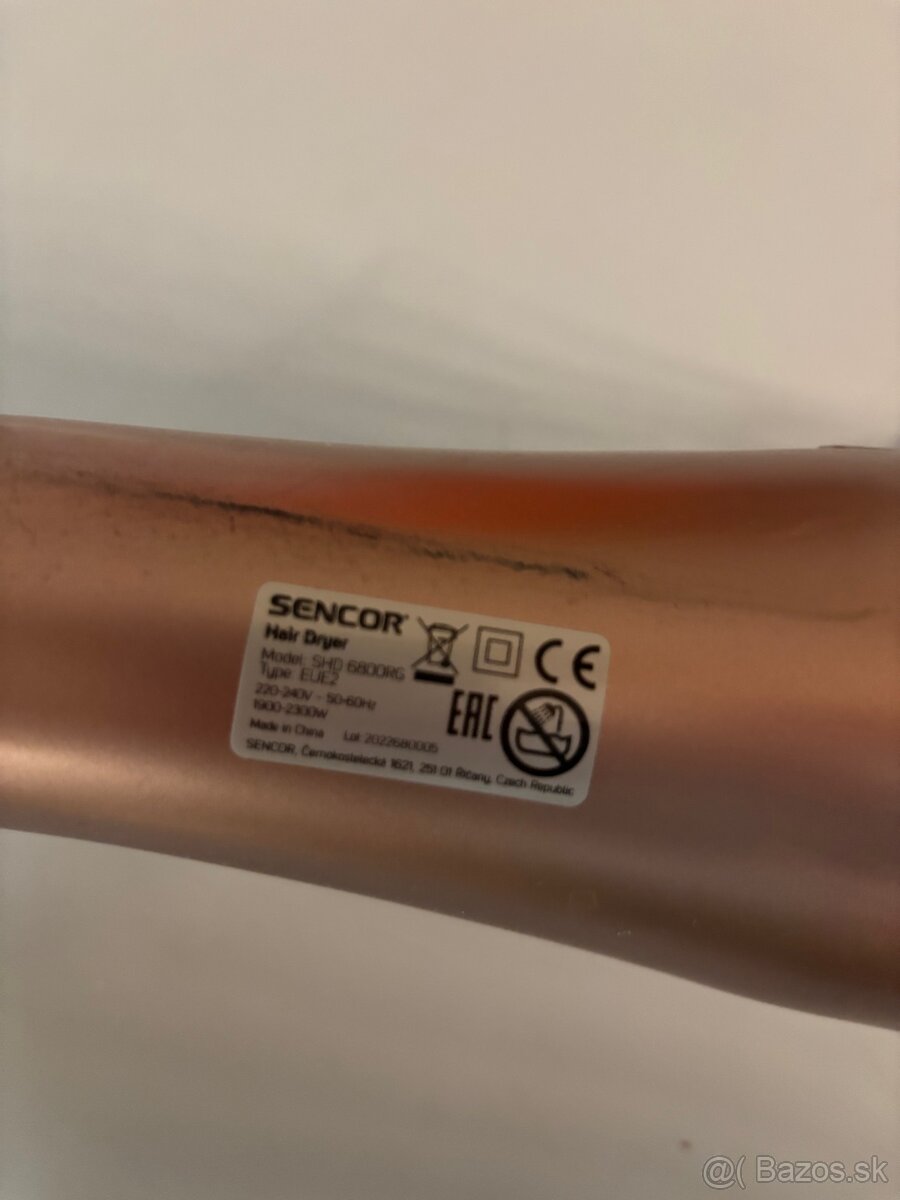 SENCOR
Hair Dryer
Model: SHD 6800RG
Type: EUE2
220-240V ~ 50-60Hz
1900-2300W
Made in China Lot: 2022680005
SENCOR, Černokostelecká 1621, 251 01 Říčany, Czech Republic
CE
EAC
@( Bazos.sk